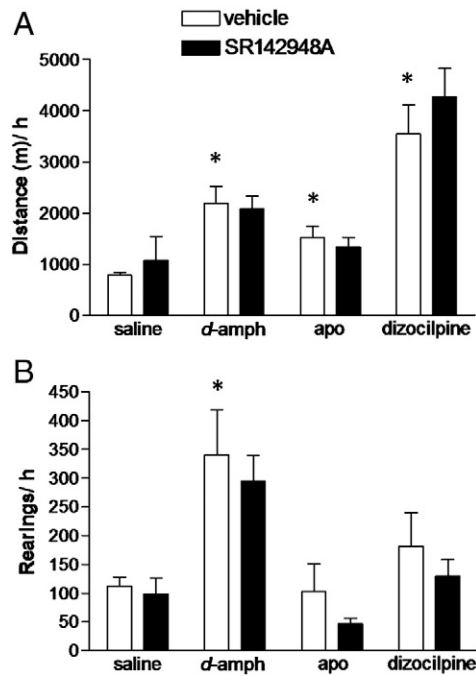 A
vehicle
SR142948A
Distance (m)/ h
5000
4000
3000
2000
1000
0
*
*
*
saline d-amph apo dizocilpine
B
Rearings/ h
450
400
350
300
250
200
150
100
50
0
*
saline d-amph apo dizocilpine